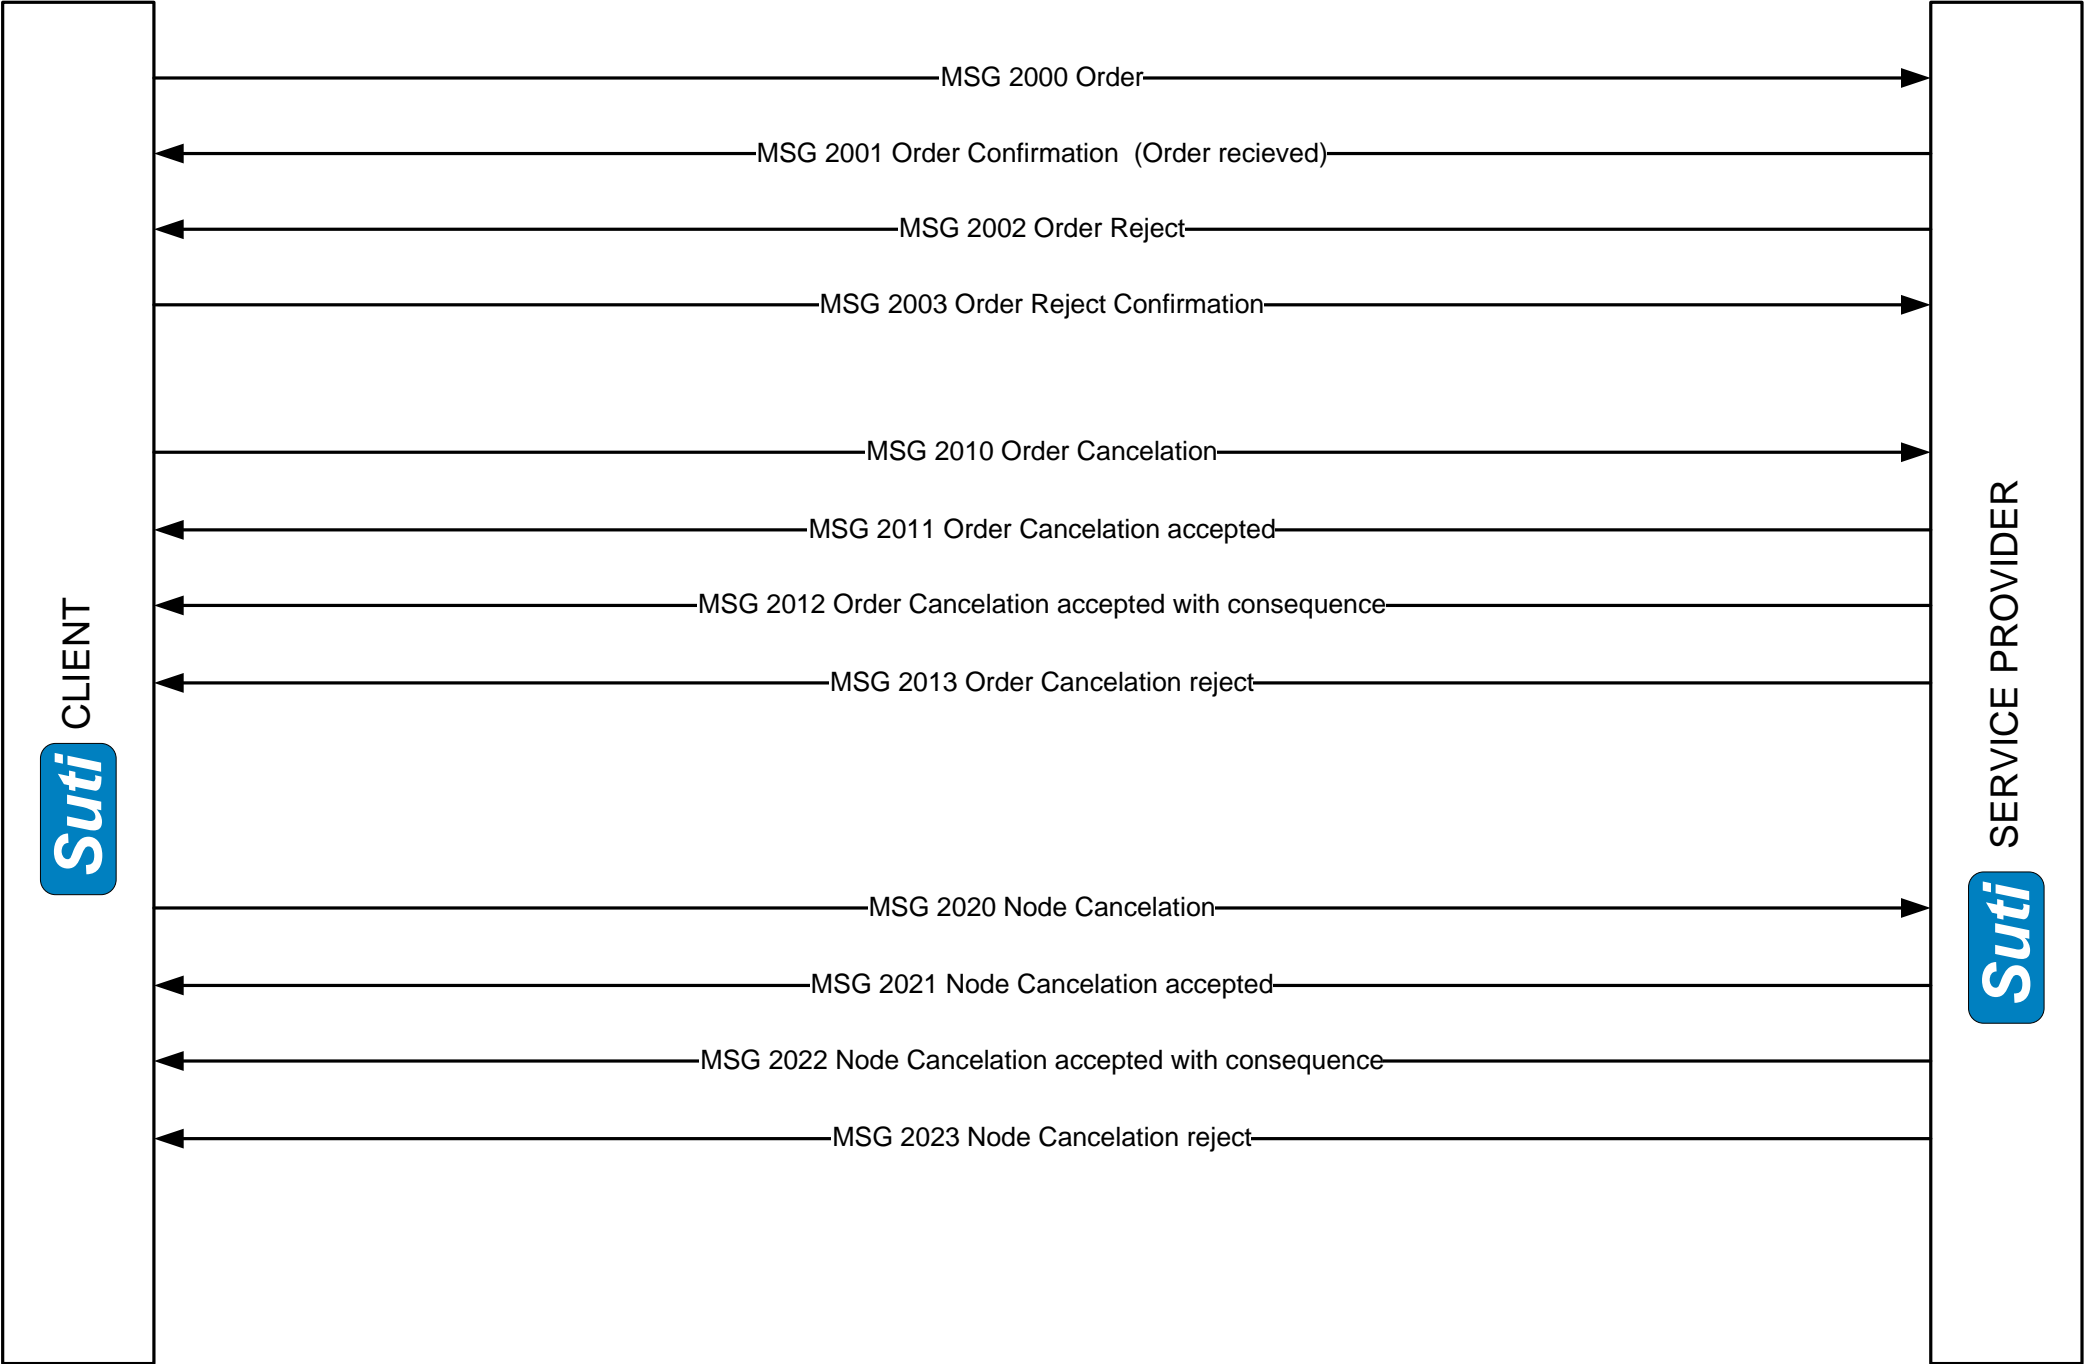 MSG 2000 Order
MSG 2001 Order Confirmation  (Order recieved)
MSG 2002 Order Reject
MSG 2003 Order Reject Confirmation
MSG 2010 Order Cancelation
MSG 2011 Order Cancelation accepted
MSG 2012 Order Cancelation accepted with consequence
MSG 2013 Order Cancelation reject
MSG 2020 Node Cancelation
MSG 2021 Node Cancelation accepted
MSG 2022 Node Cancelation accepted with consequence
MSG 2023 Node Cancelation reject
Suti CLIENT
Suti SERVICE PROVIDER